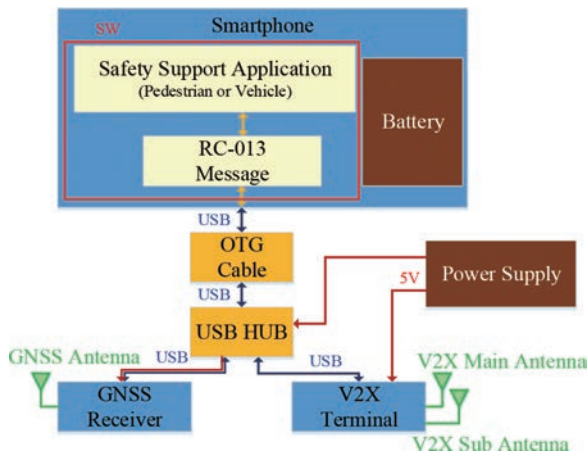 Smartphone
SW
Safety Support Application
(Pedestrian or Vehicle)
Battery
RC-013
Message
USB
OTG
Cable
USB
5V
Power Supply
USB HUB
GNSS Antenna
USB
USB
V2X Main Antenna
GNSS
Receiver
V2X
Terminal
V2X Sub Antenna